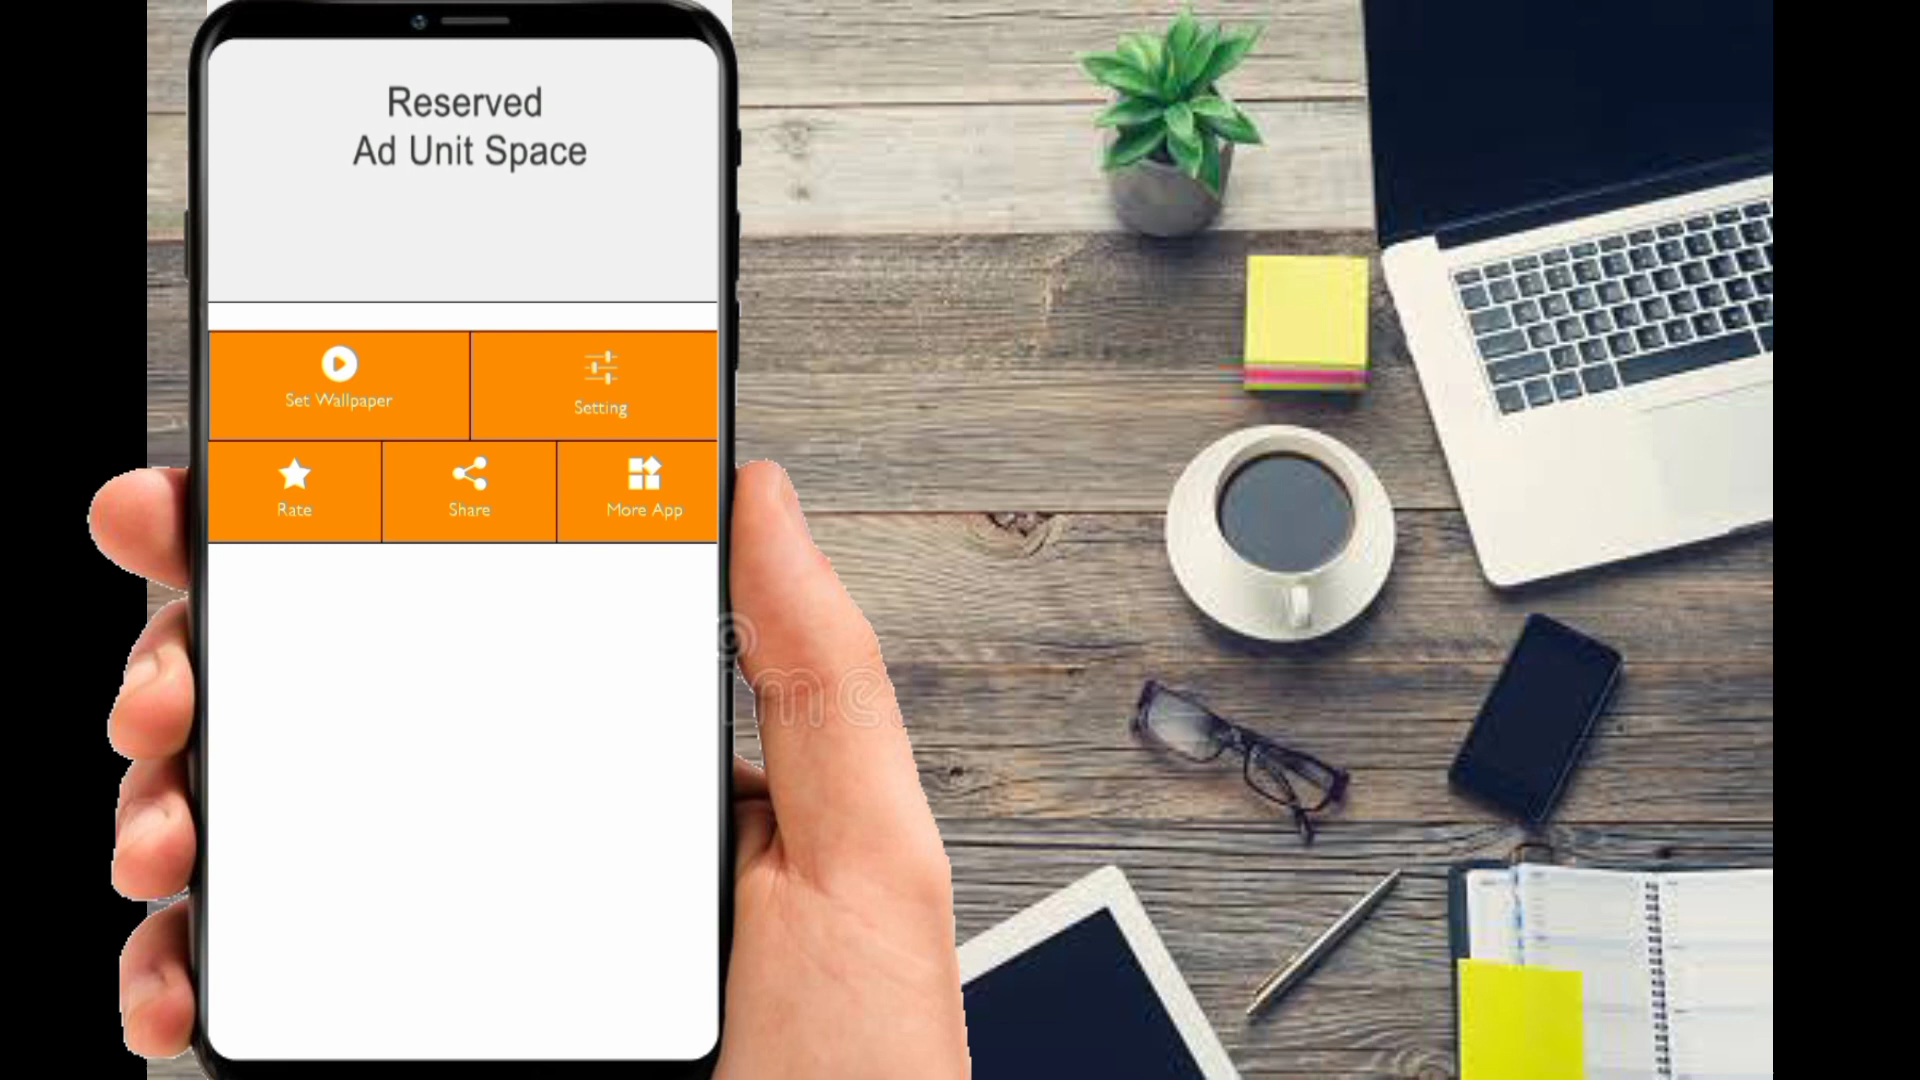 Reserved
Ad Unit Space
Set Wallpaper
Setting
Rate
Share
More App